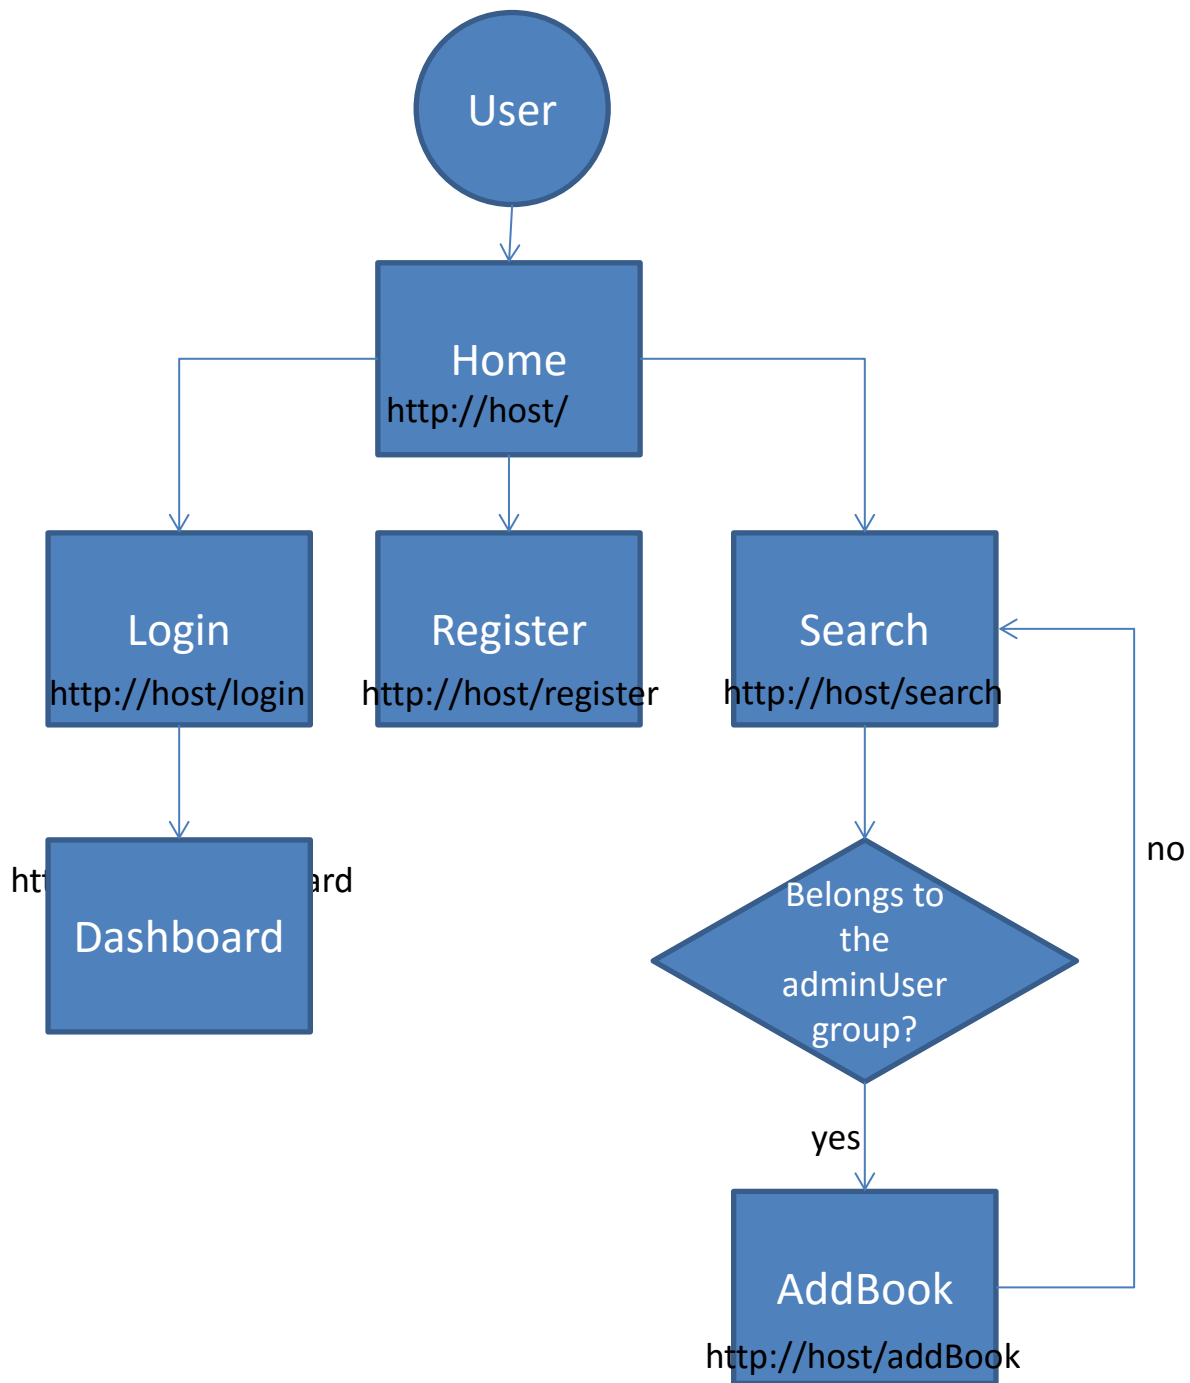 User
Home
http://host/
Login
http://host/login
Register
http://host/register
Search
http://host/search
Dashboard
Belongs to
the
adminUser
group?
no
yes
AddBook
http://host/addBook